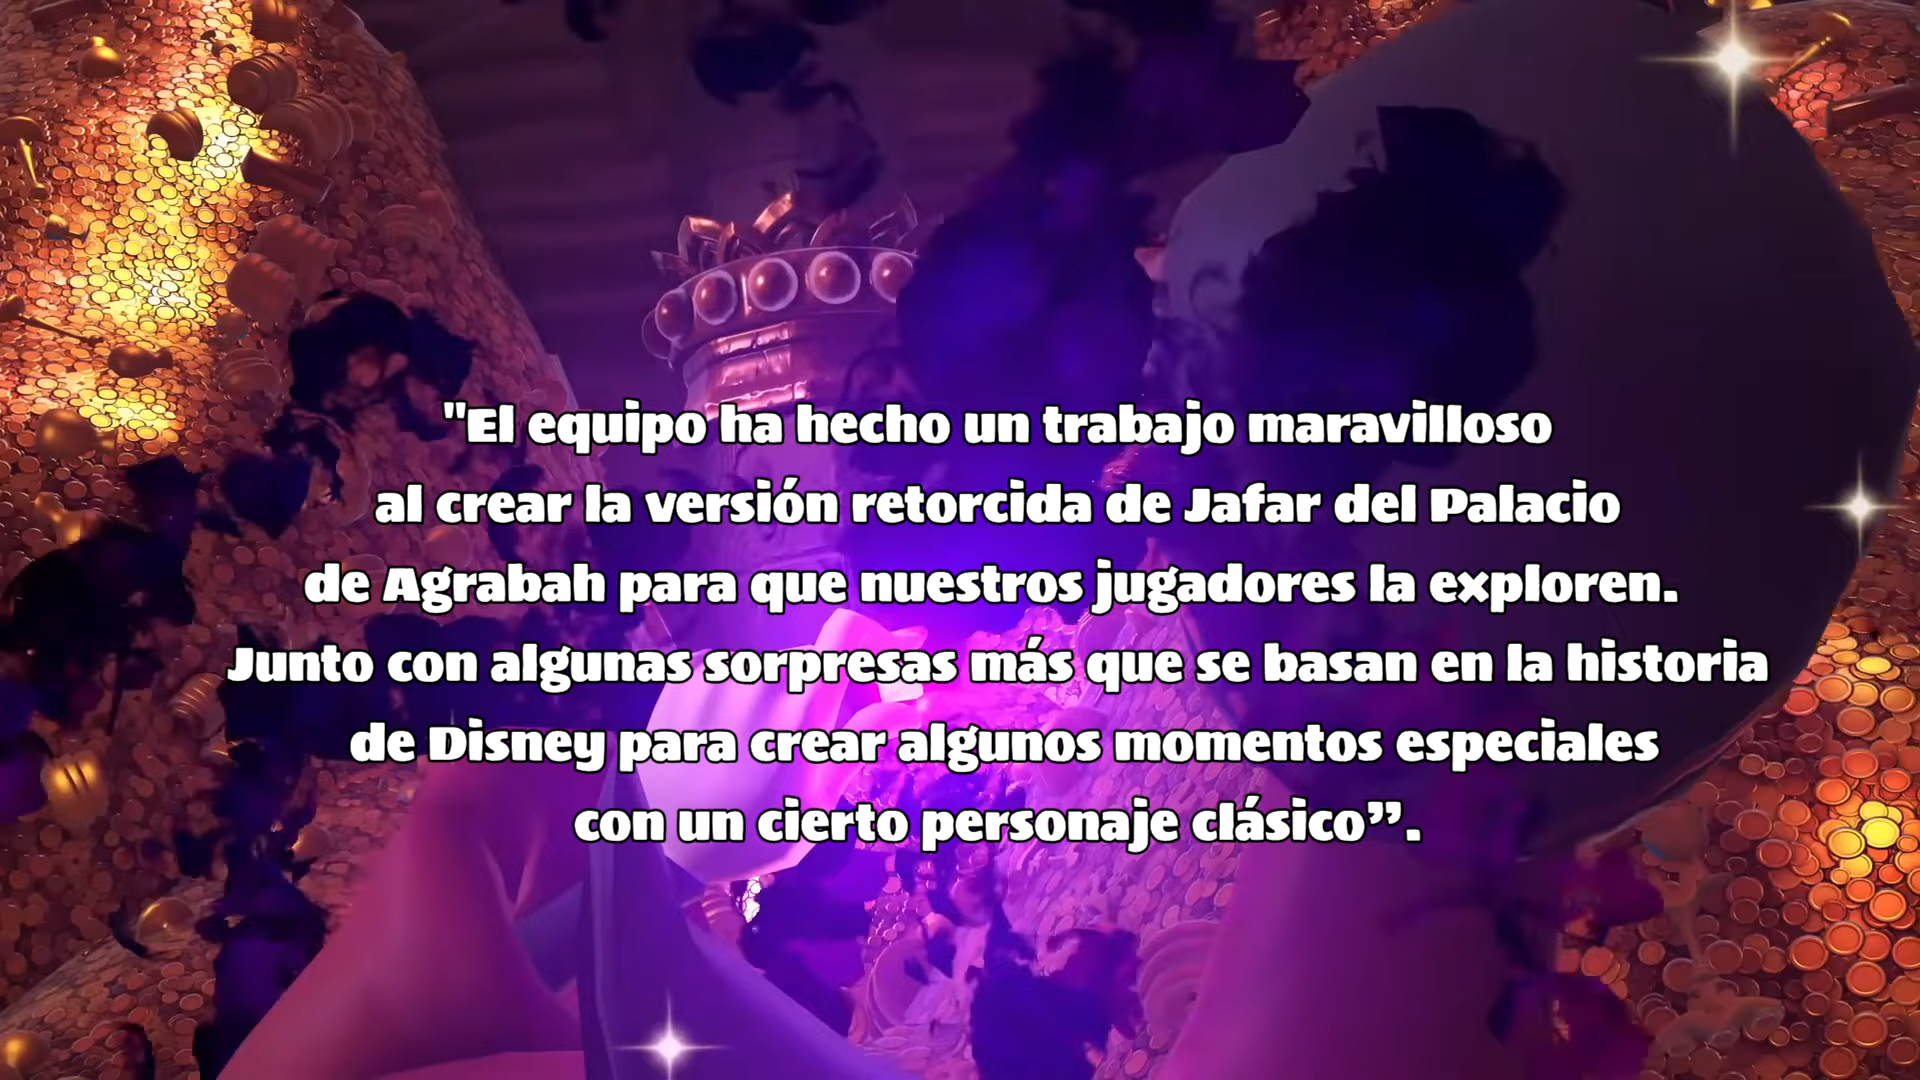 "El equipo ha hecho un trabajo maravilloso
al crear la versión retorcida de Jafar del Palacio
de Agrabah para que nuestros jugadores la exploren.
Junto con algunas sorpresas más que se basan en la historia
de Disney para crear algunos momentos especiales
con un cierto personaje clásico”.